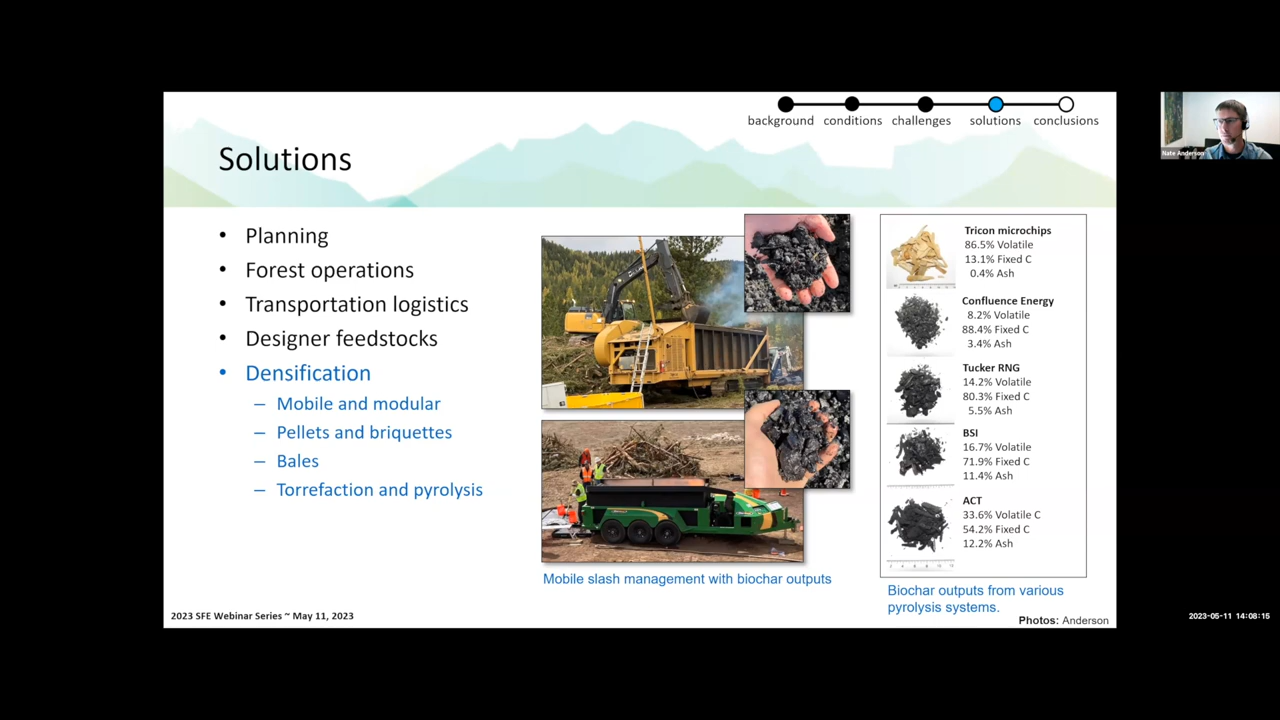 background conditions challenges solutions conclusions
Solutions
• Planning
• Forest operations
• Transportation logistics
• Designer feedstocks
• Densification
– Mobile and modular
– Pellets and briquettes
– Bales
– Torrefaction and pyrolysis
Mobile slash management with biochar outputs
Tricon microchips
86.5% Volatile
13.1% Fixed C
0.4% Ash
Confluence Energy
8.2% Volatile
88.4% Fixed C
3.4% Ash
Tucker RNG
14.2% Volatile
80.3% Fixed C
5.5% Ash
BSI
16.7% Volatile
71.9% Fixed C
11.4% Ash
ACT
33.6% Volatile C
54.2% Fixed C
12.2% Ash
Biochar outputs from various
pyrolysis systems.
Photos: Anderson
2023 SFE Webinar Series ~ May 11, 2023
Nate Anderson
2023-05-11 14:08:15